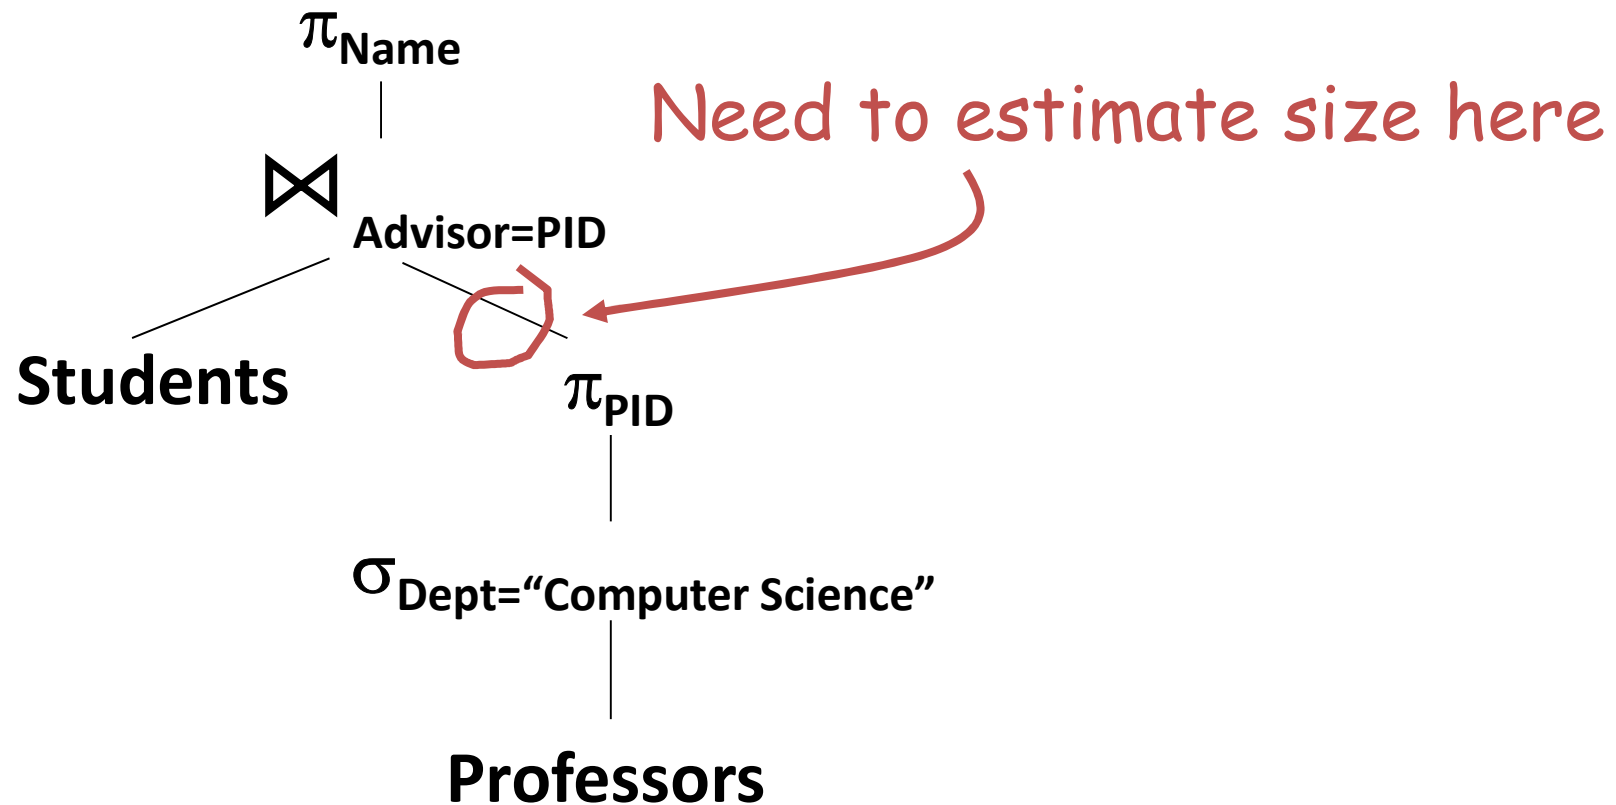 πName
Need to estimate size here
⋈ Advisor=PID
Students
πPID
σDept=“Computer Science”
Professors